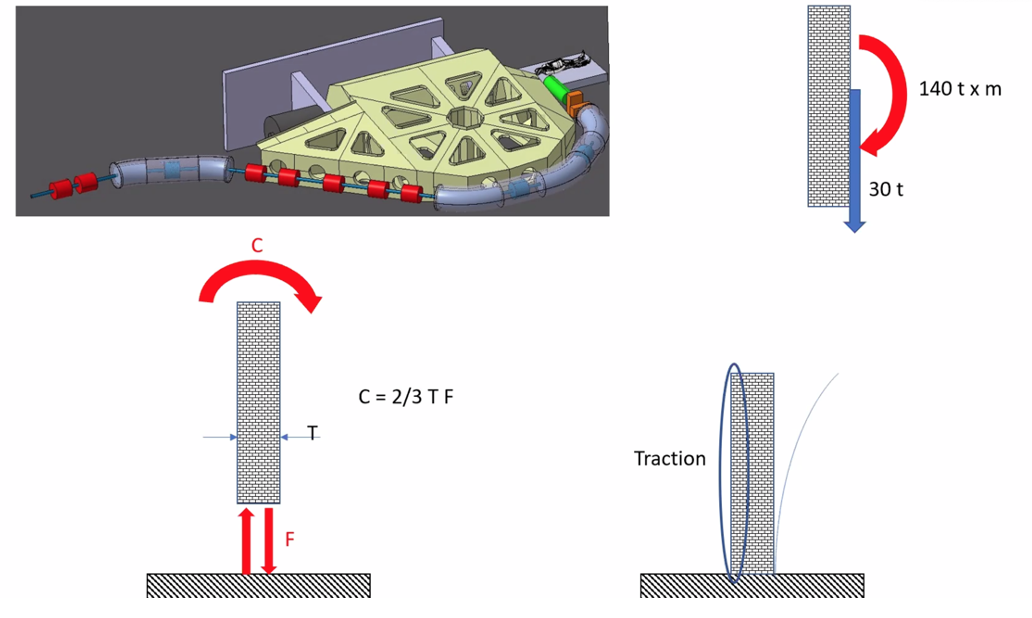 140 t x m
30 t
C
C = 2/3 T F
T
F
Traction